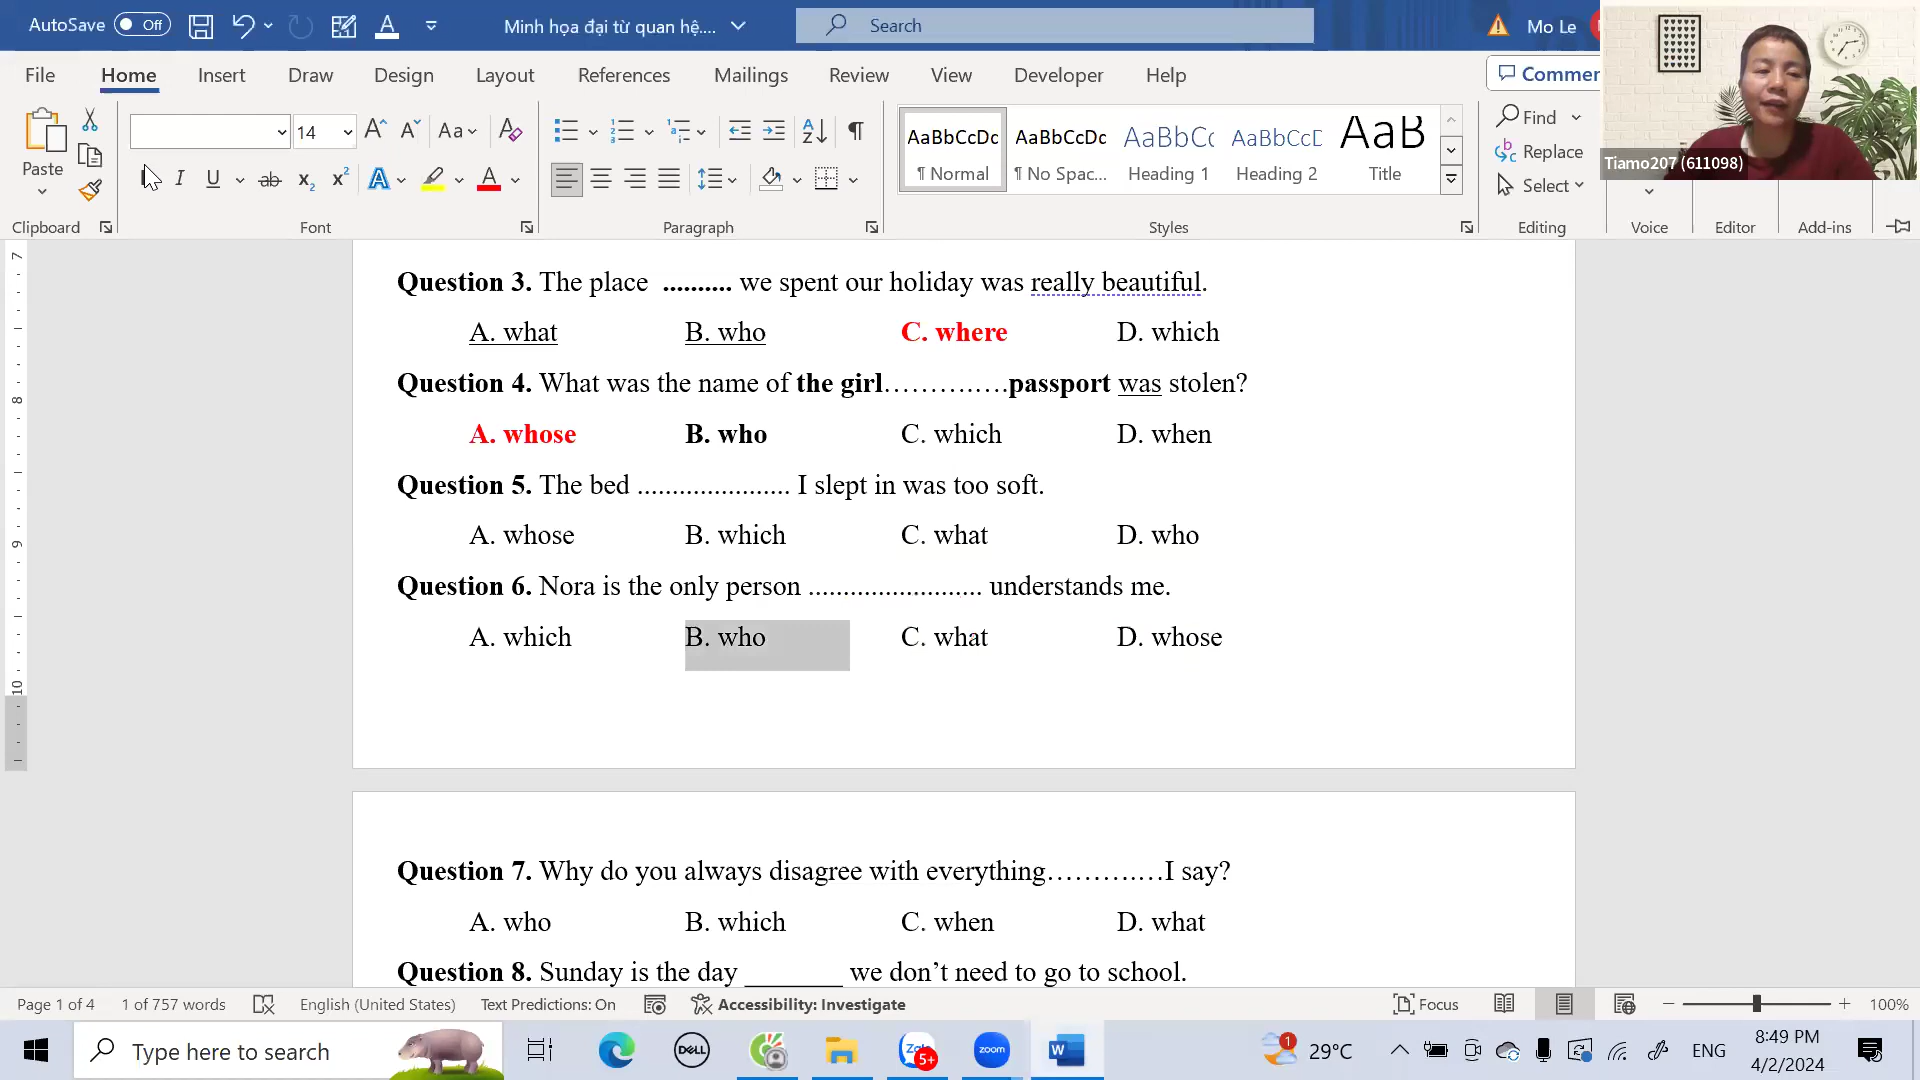 AutoSave Off Minh họa đại từ quan hệ.... Search Mo Le
File Home Insert Draw Design Layout References Mailings Review View Developer Help Commen
Paste 14 Aa AaBbCcDc AaBbCcDc AaBbC AaBbCcD AaB Find
¶ Normal ¶ No Spac... Heading 1 Heading 2 Title Replace
Select
Tiamo207 (611098)
Clipboard Font Paragraph Styles Editing Voice Editor Add-ins
Question 3. The place .......... we spent our holiday was really beautiful.
A. what B. who C. where D. which
Question 4. What was the name of the girl…………….passport was stolen?
A. whose B. who C. which D. when
Question 5. The bed ...................... I slept in was too soft.
A. whose B. which C. what D. who
Question 6. Nora is the only person ......................... understands me.
A. which B. who C. what D. whose
Question 7. Why do you always disagree with everything…………….I say?
A. who B. which C. when D. what
Question 8. Sunday is the day _______ we don’t need to go to school.
Page 1 of 4 1 of 757 words English (United States) Text Predictions: On Accessibility: Investigate Focus 100%
Type here to search DELL Zalo 5+ zoom 1 29°C ENG 8:49 PM
4/2/2024